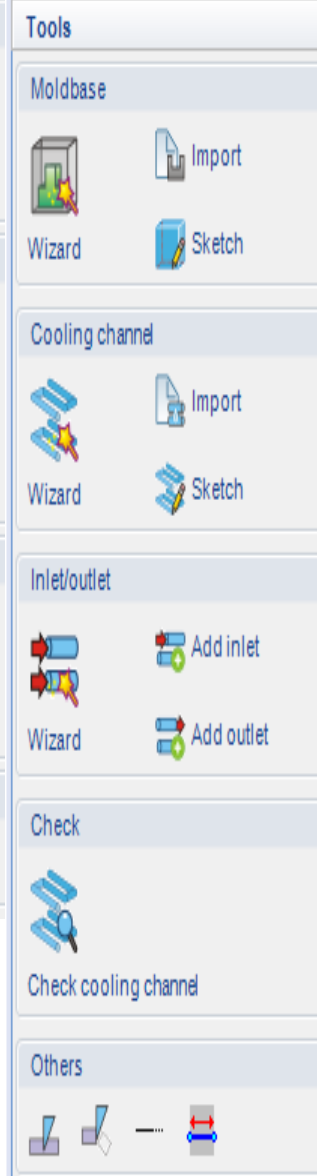 Tools
Moldbase
Import
Wizard
Sketch
Cooling channel
Import
Wizard
Sketch
Inlet/outlet
Add inlet
Wizard
Add outlet
Check
Check cooling channel
Others